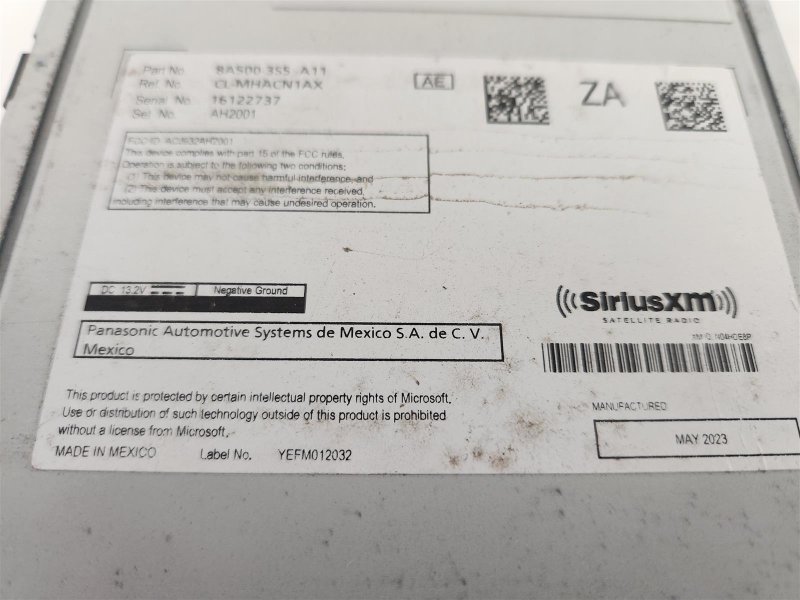 Part No. 8A500 3S5 -A11
Ref. No. CL-MHACN1AX
Serial No. 16122737
Set. No. AH2001
AE
ZA
FCC ID: ACJ932AH2001
This device complies with part 15 of the FCC rules.
Operation is subject to the following two conditions:
(1) This device may not cause harmful interference, and
(2) This device must accept any interference received,
including interference that may cause undesired operation.
DC 13.2V Negative Ground
SiriusXM
SATELLITE RADIO
Panasonic Automotive Systems de Mexico S.A. de C. V.
Mexico
This product is protected by certain intellectual property rights of Microsoft.
Use or distribution of such technology outside of this product is prohibited
without a license from Microsoft.
MANUFACTURED
MAY 2023
MADE IN MEXICO Label No. YEFM012032